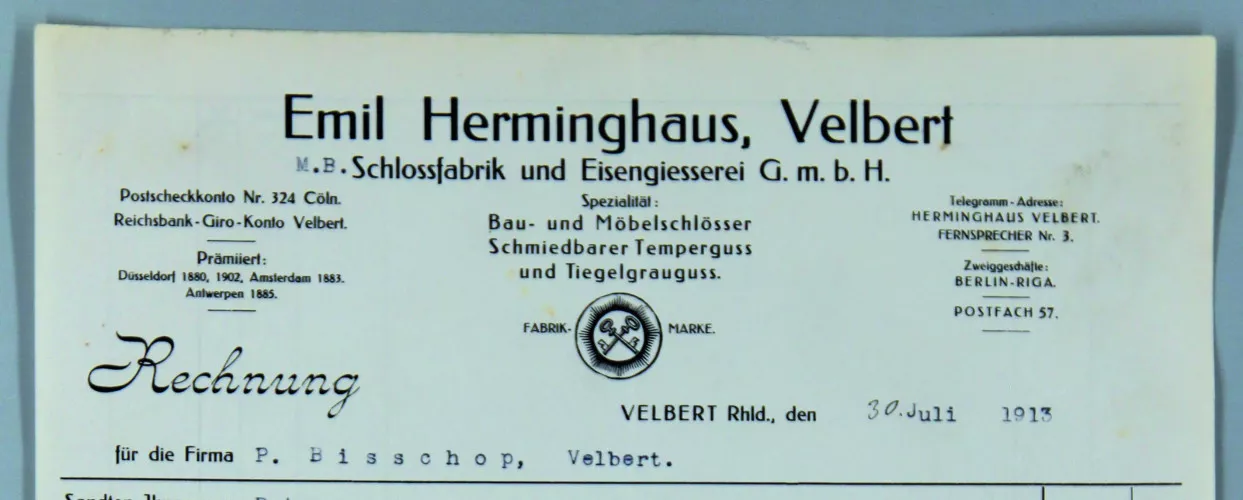 Emil Herminghaus, Velbert
M.B. Schlossfabrik und Eisengiesserei G. m. b. H.
Postscheckkonto Nr. 324 Cöln.
Reichsbank-Giro-Konto Velbert.
Prämiiert:
Düsseldorf 1880, 1902, Amsterdam 1883.
Antwerpen 1885.
Spezialität:
Bau- und Möbelschlösser
Schmiedbarer Temperguss
und Tiegelgrauguss.
FABRIK- MARKE.
Telegramm-Adresse:
HERMINGHAUS VELBERT.
FERNSPRECHER Nr. 3.
Zweiggeschäfte:
BERLIN-RIGA.
POSTFACH 57.
Rechnung
VELBERT Rhld., den 30. Juli 1913
für die Firma P. Bisschop, Velbert.